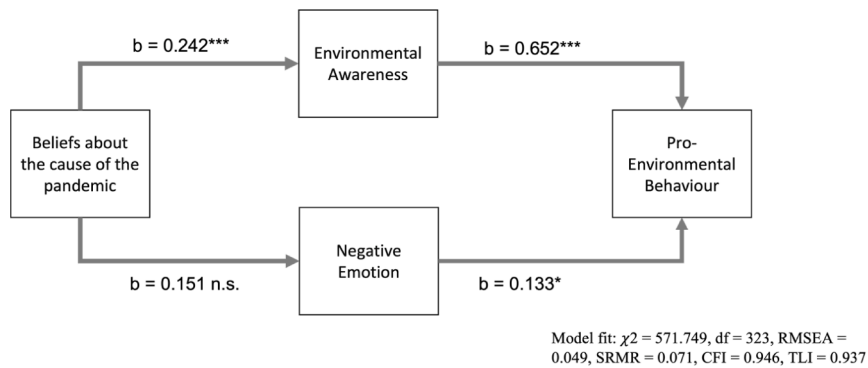 b = 0.242***
Environmental
Awareness
b = 0.652***
Beliefs about
the cause of the
pandemic
Pro-
Environmental
Behaviour
b = 0.151 n.s.
Negative
Emotion
b = 0.133*
Model fit: χ2 = 571.749, df = 323, RMSEA =
0.049, SRMR = 0.071, CFI = 0.946, TLI = 0.937